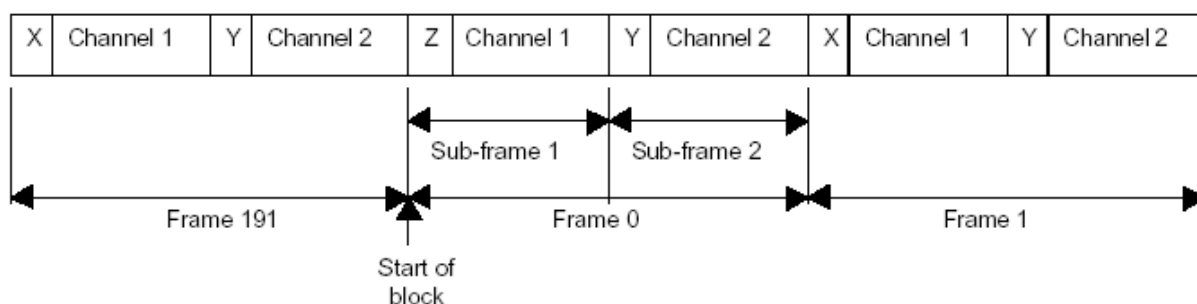 X Channel 1 Y Channel 2 Z Channel 1 Y Channel 2 X Channel 1 Y Channel 2
Sub-frame 1 Sub-frame 2
Frame 191 Frame 0 Frame 1
Start of
block